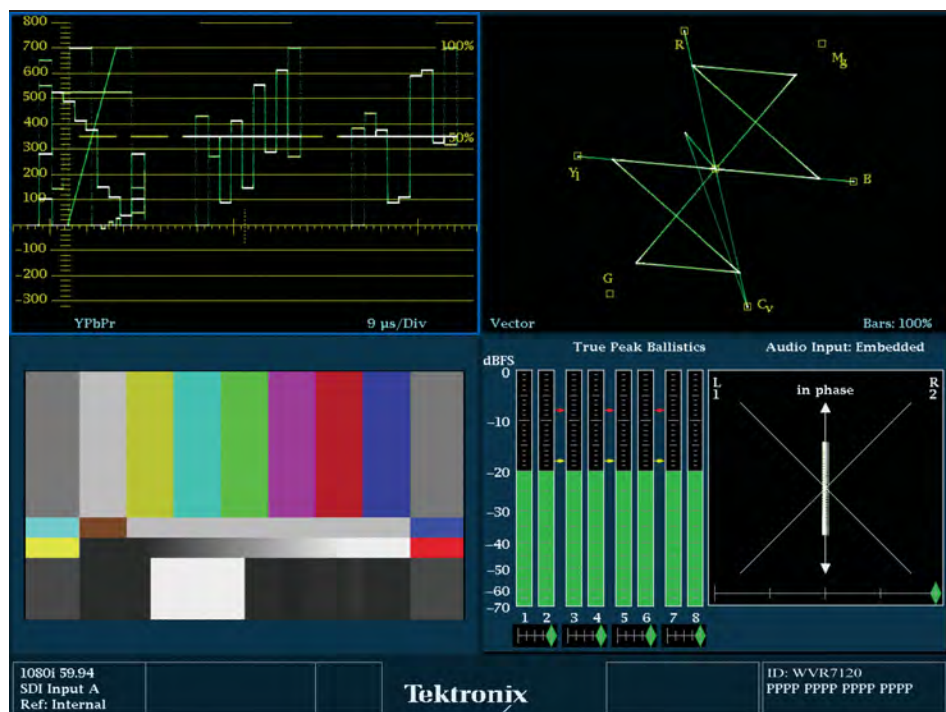 800
700
600
500
400
300
200
100
0
-100
-200
-300
100%
50%
YPbPr
9 µs/Div
R
Mg
Yl
B
G
Cy
Vector
Bars: 100%
True Peak Ballistics
Audio Input: Embedded
dBFS
0
-10
-20
-30
-40
-50
-60
-70
1 2 3 4 5 6 7 8
L
1
in phase
R
2
1080i 59.94
SDI Input A
Ref: Internal
Tektronix
ID: WVR7120
PPPP PPPP PPPP PPPP